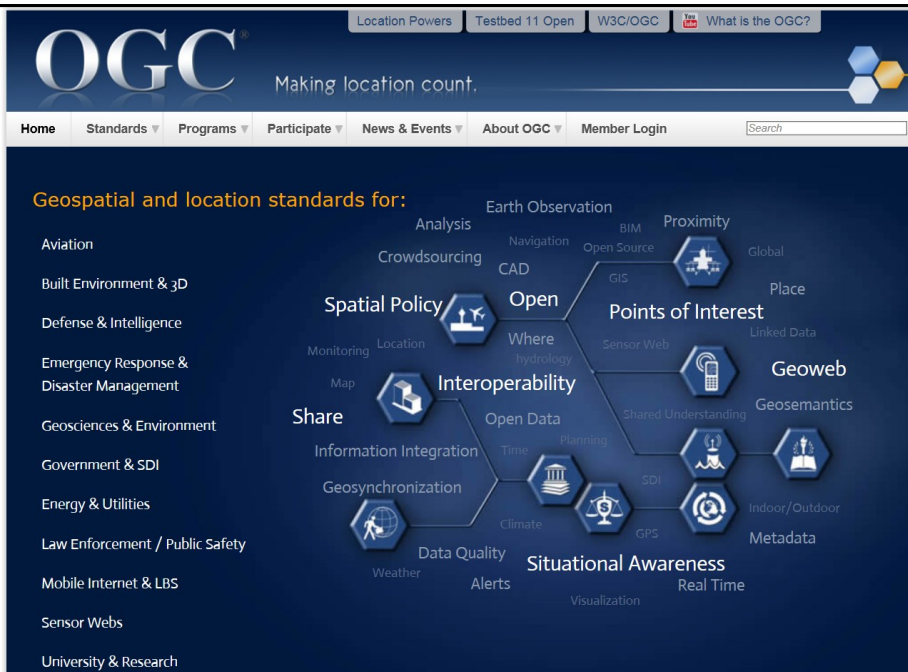 Location Powers
Testbed 11 Open
W3C/OGC
You Tube What is the OGC?
OGC®
Making location count.
Home Standards Programs Participate News & Events About OGC Member Login Search
Geospatial and location standards for:
Aviation
Built Environment & 3D
Defense & Intelligence
Emergency Response &
Disaster Management
Geosciences & Environment
Government & SDI
Energy & Utilities
Law Enforcement / Public Safety
Mobile Internet & LBS
Sensor Webs
University & Research
Earth Observation
Analysis
BIM
Proximity
Navigation
Open Source
Global
Crowdsourcing
CAD
GIS
Place
Spatial Policy
Open
Points of Interest
Linked Data
Monitoring
Location
Where
Sensor Web
hydrology
Geoweb
Map
Interoperability
Geosemantics
Share
Open Data
Shared Understanding
Information Integration
Time
Planning
SDI
Geosynchronization
Climate
GPS
Indoor/Outdoor
Metadata
Data Quality
Situational Awareness
Weather
Alerts
Real Time
Visualization